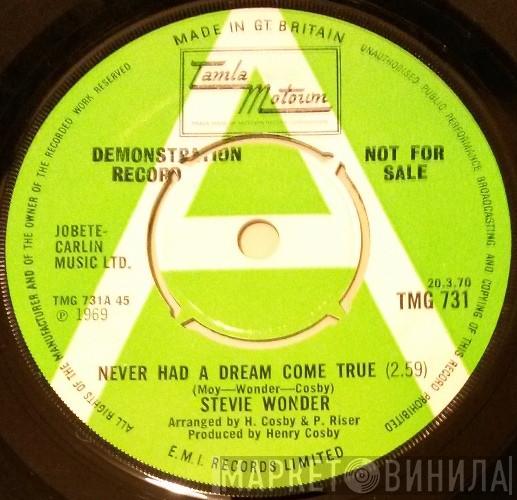 MADE IN GT. BRITAIN
UNAUTHORISED PUBLIC PERFORMANCE BROADCASTING AND COPYING OF THIS RECORD PROHIBITED
ALL RIGHTS OF THE MANUFACTURER AND OF THE OWNER OF THE RECORDED WORK RESERVED
Tamla
Motown
DEMONSTRATION
RECORD
NOT FOR
SALE
A
JOBETE-
CARLIN
MUSIC LTD.
TMG 731A 45
℗ 1969
20.3.70
TMG 731
NEVER HAD A DREAM COME TRUE (2.59)
(Moy—Wonder—Cosby)
STEVIE WONDER
Arranged by H. Cosby & P. Riser
Produced by Henry Cosby
E.M.I. RECORDS LIMITED
МАРКЕТ ВИНИЛА